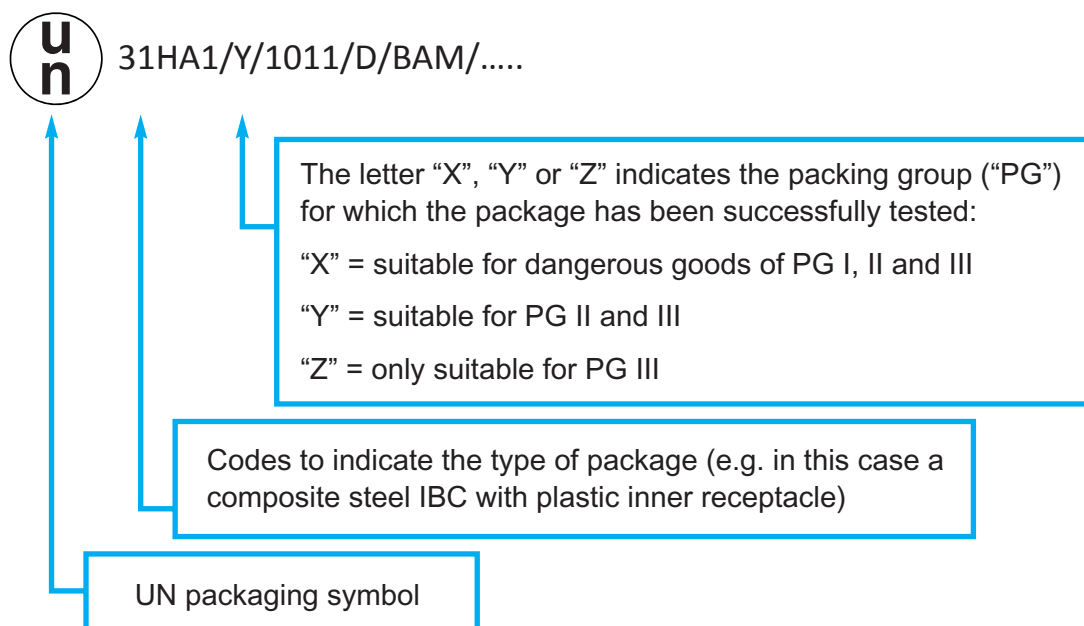 u
n
31HA1/Y/1011/D/BAM/…..
The letter “X”, “Y” or “Z” indicates the packing group (“PG”)
for which the package has been successfully tested:
“X” = suitable for dangerous goods of PG I, II and III
“Y” = suitable for PG II and III
“Z” = only suitable for PG III
Codes to indicate the type of package (e.g. in this case a
composite steel IBC with plastic inner receptacle)
UN packaging symbol